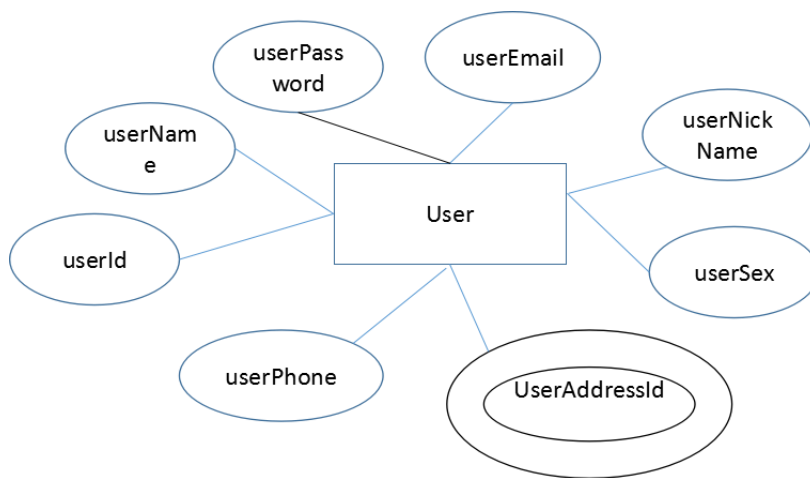 userPass
word
userEmail
userNam
e
userNick
Name
User
userId
userSex
userPhone
UserAddressId